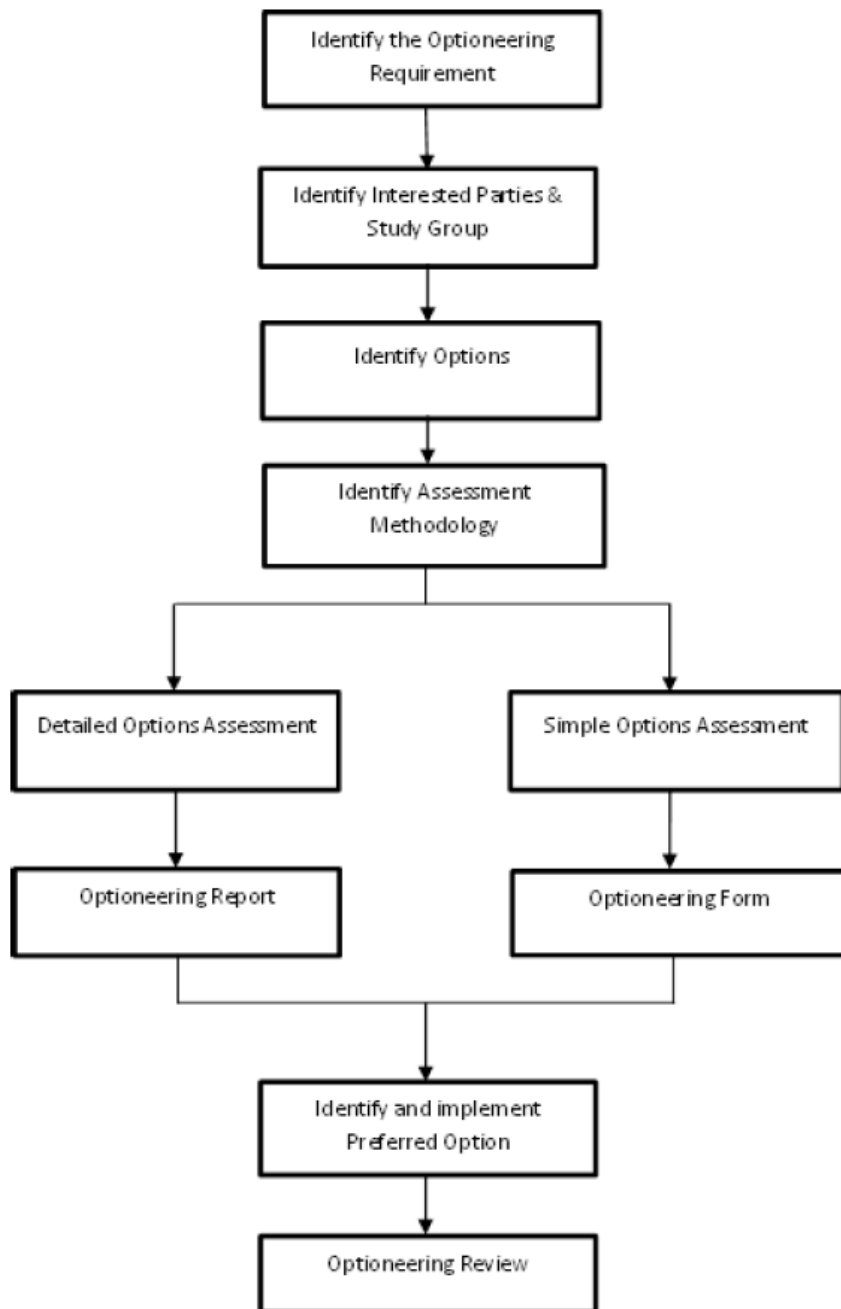 Identify the Optioneering
Requirement
Identify Interested Parties &
Study Group
Identify Options
Identify Assessment
Methodology
Detailed Options Assessment
Simple Options Assessment
Optioneering Report
Optioneering Form
Identify and implement
Preferred Option
Optioneering Review